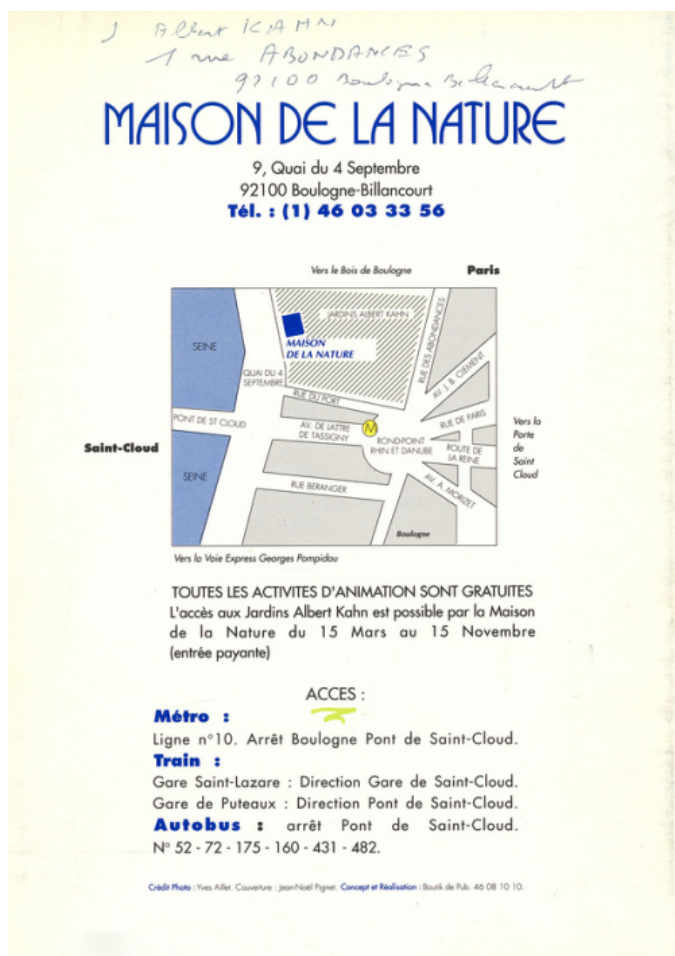 J Albert KAHN
1 rue ABONDANCES
92100 Boulogne Billancourt
MAISON DE LA NATURE
9, Quai du 4 Septembre
92100 Boulogne-Billancourt
Tél. : (1) 46 03 33 56
Vers le Bois de Boulogne
Paris
JARDINS ALBERT KAHN
SEINE
MAISON
DE LA NATURE
RUE DES ABONDANCES
AV. J. B. CLEMENT
QUAI DU 4
SEPTEMBRE
RUE DU PORT
PONT DE ST CLOUD
AV. DE LATTRE
DE TASSIGNY
M
ROND-POINT
RHIN ET DANUBE
RUE DE PARIS
ROUTE DE
LA REINE
Vers la
Porte
de
Saint
Cloud
Saint-Cloud
SEINE
RUE BERANGER
AV. A. MORIZET
Boulogne
Vers la Voie Express Georges Pompidou
TOUTES LES ACTIVITES D'ANIMATION SONT GRATUITES
L'accès aux Jardins Albert Kahn est possible par la Maison
de la Nature du 15 Mars au 15 Novembre
(entrée payante)
ACCES :
Métro :
Ligne n°10. Arrêt Boulogne Pont de Saint-Cloud.
Train :
Gare Saint-Lazare : Direction Gare de Saint-Cloud.
Gare de Puteaux : Direction Pont de Saint-Cloud.
Autobus : arrêt Pont de Saint-Cloud.
N° 52 - 72 - 175 - 160 - 431 - 482.
Crédit Photo : Yves Aillet. Couverture : Jean-Noël Pignet. Concept et Réalisation : Boutik de Pub. 46 08 10 10.